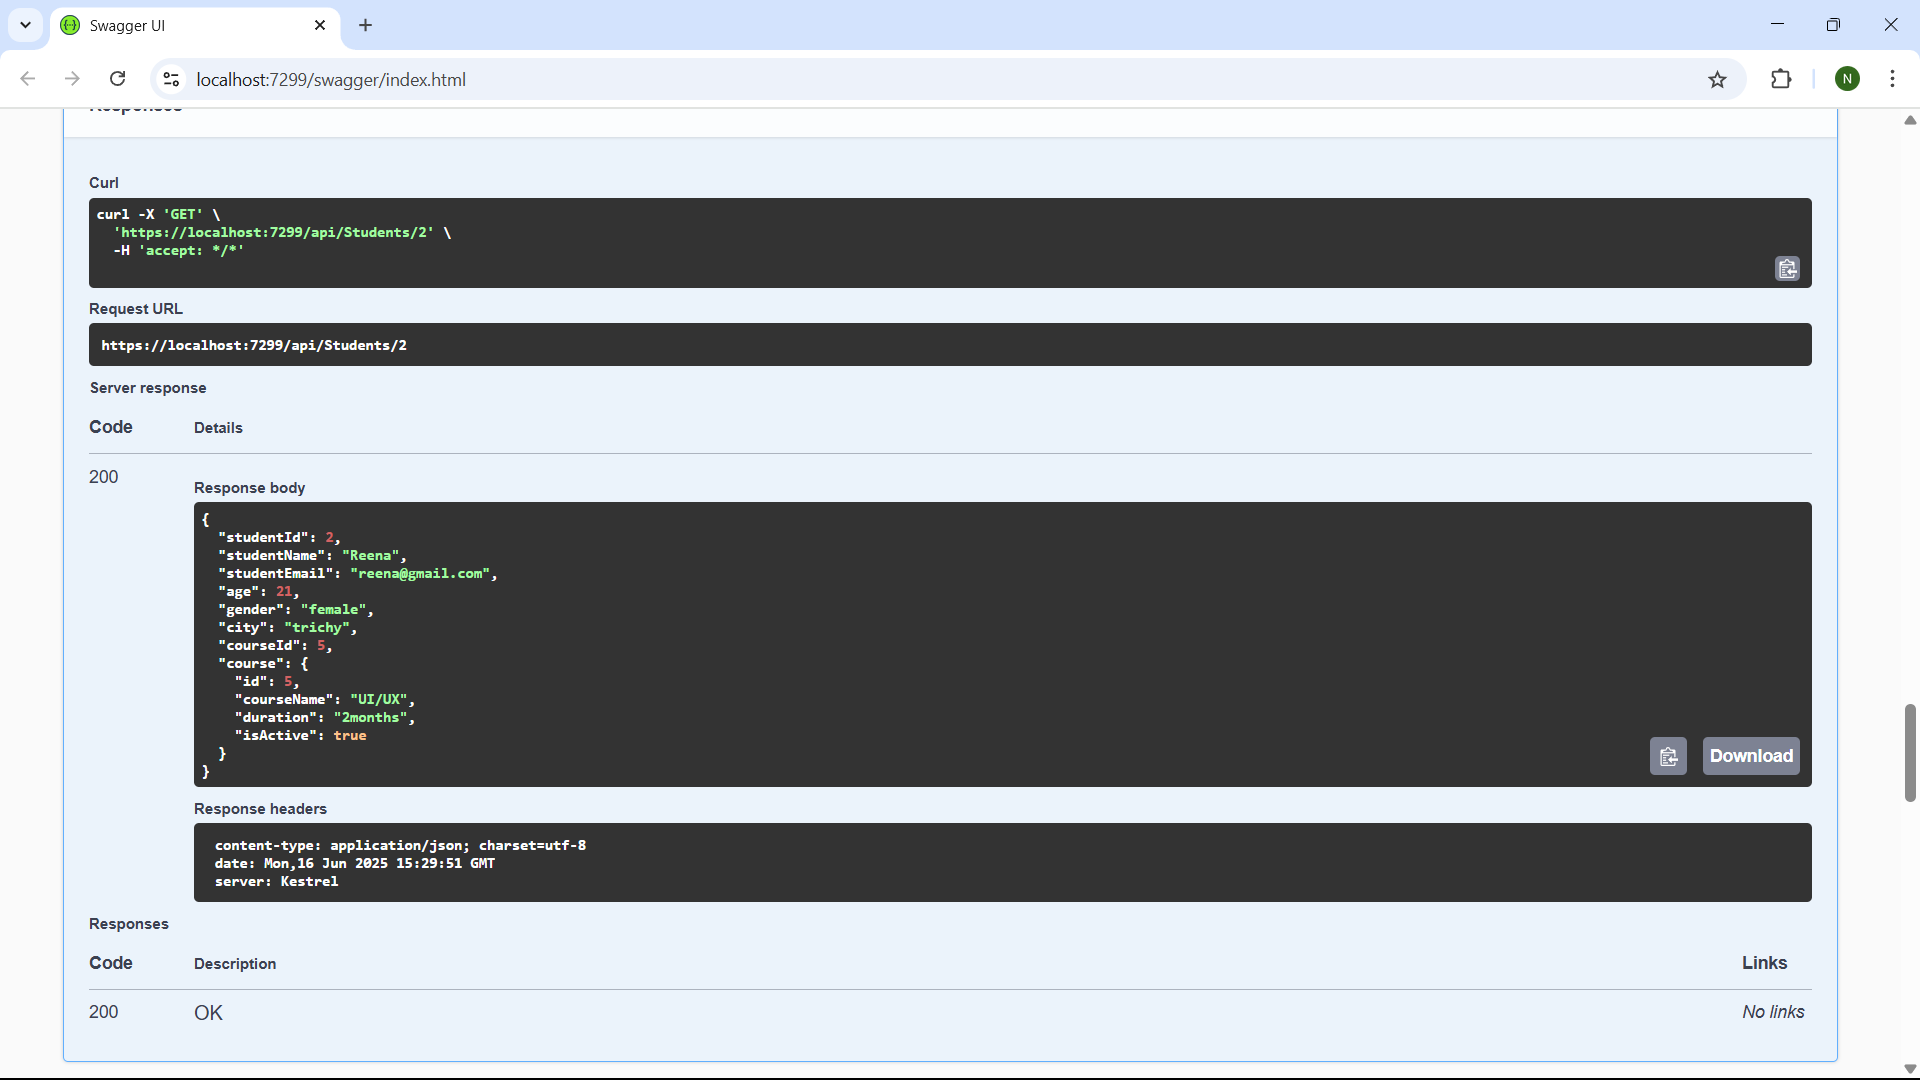 Swagger UI
localhost:7299/swagger/index.html
N
Responses
Curl
curl -X 'GET' \
  'https://localhost:7299/api/Students/2' \
  -H 'accept: */*'
Request URL
https://localhost:7299/api/Students/2
Server response
Code Details
200
Response body
{
  "studentId": 2,
  "studentName": "Reena",
  "studentEmail": "reena@gmail.com",
  "age": 21,
  "gender": "female",
  "city": "trichy",
  "courseId": 5,
  "course": {
    "id": 5,
    "courseName": "UI/UX",
    "duration": "2months",
    "isActive": true
  }
}
Download
Response headers
content-type: application/json; charset=utf-8
date: Mon,16 Jun 2025 15:29:51 GMT
server: Kestrel
Responses
Code Description Links
200 OK No links